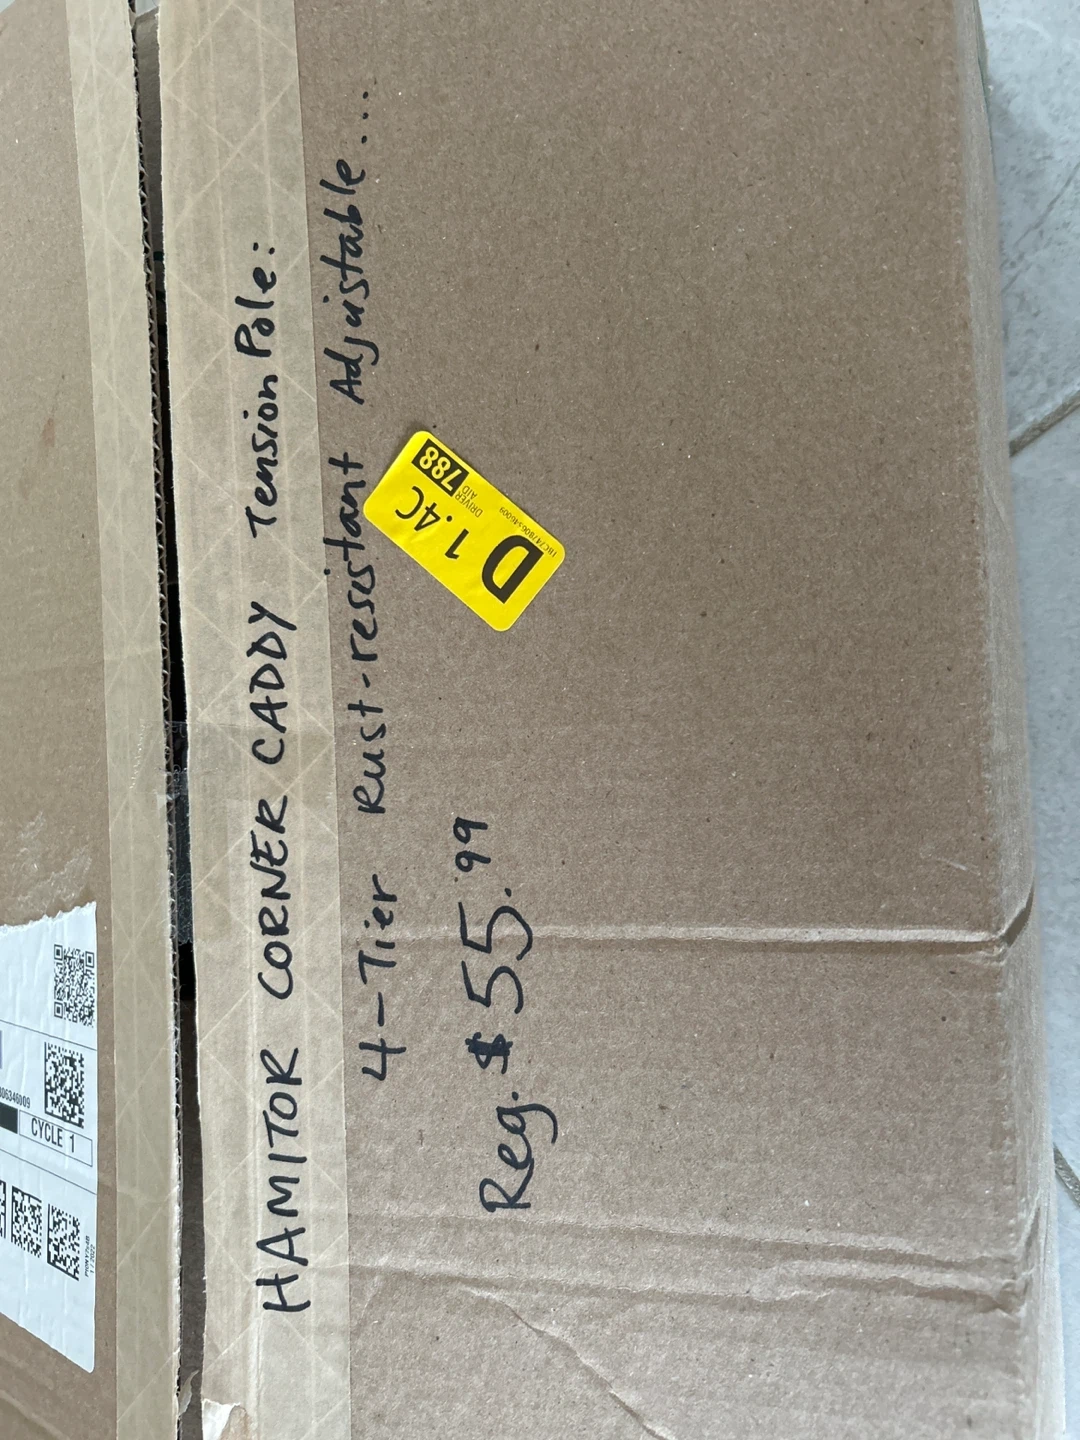 HAMITOR CORNER CADDY Tension Pole:
4-Tier Rust-resistant Adjustable...
Reg. $55.99
D 1.4C
DRIVER AID 788
CYCLE 1